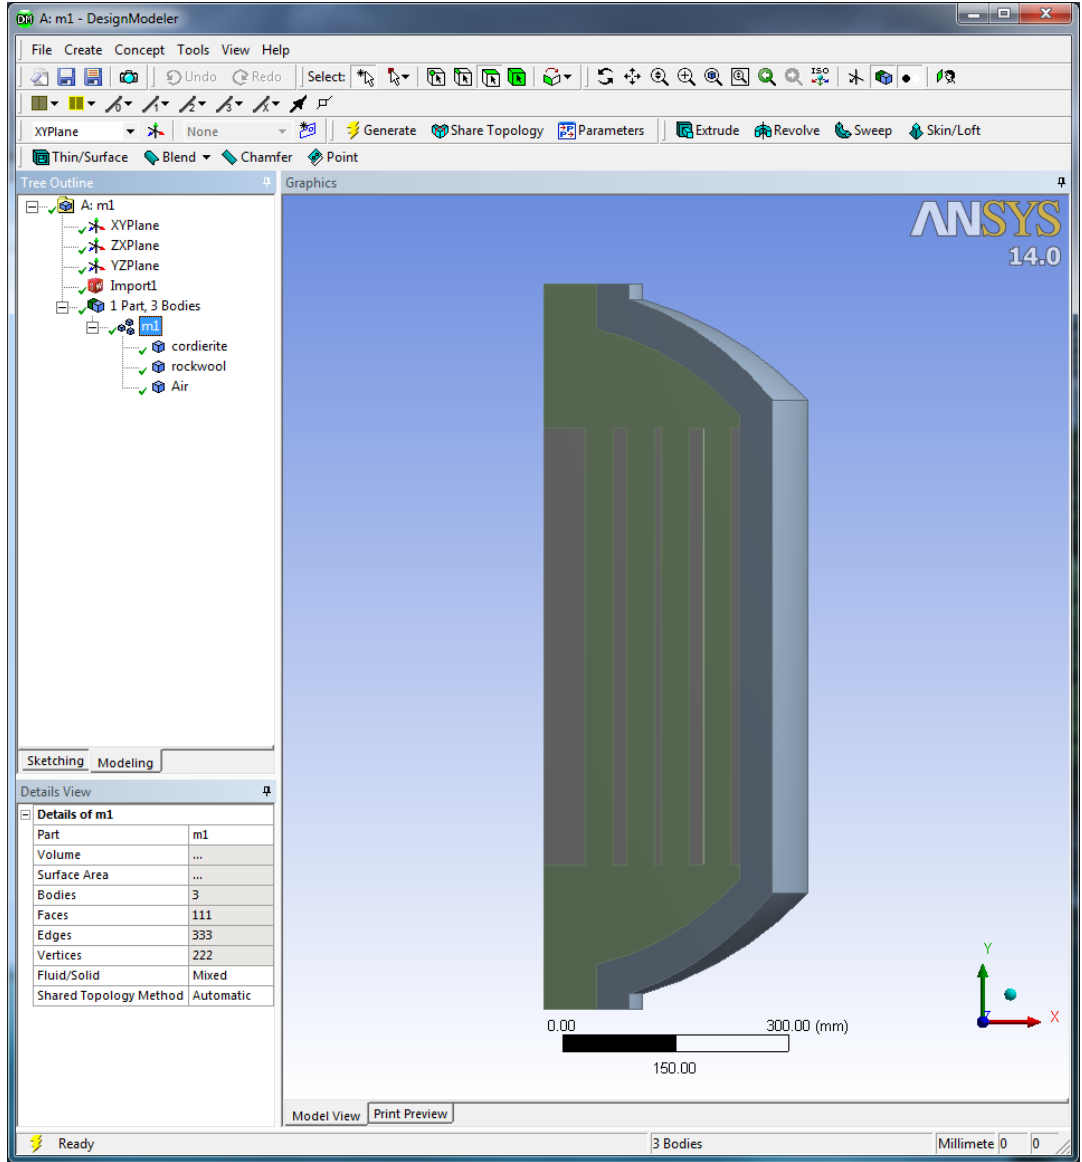 A: m1 - DesignModeler
File Create Concept Tools View Help
Undo Redo Select: ISO
XYPlane None Generate Share Topology Parameters Extrude Revolve Sweep Skin/Loft
Thin/Surface Blend Chamfer Point
Tree Outline
A: m1
XYPlane
ZXPlane
YZPlane
Import1
1 Part, 3 Bodies
m1
cordierite
rockwool
Air
Sketching Modeling
Details View
Details of m1
Part m1
Volume ...
Surface Area ...
Bodies 3
Faces 111
Edges 333
Vertices 222
Fluid/Solid Mixed
Shared Topology Method Automatic
Graphics
ANSYS
14.0
Y
Z
X
0.00 300.00 (mm)
150.00
Model View Print Preview
Ready 3 Bodies Millimete 0 0